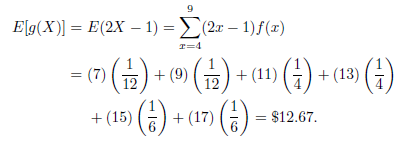 E[g(X)] = E(2X − 1) = ∑_{x=4}^{9} (2x − 1)f(x)
= (7) (1/12) + (9) (1/12) + (11) (1/4) + (13) (1/4)
+ (15) (1/6) + (17) (1/6) = $12.67.